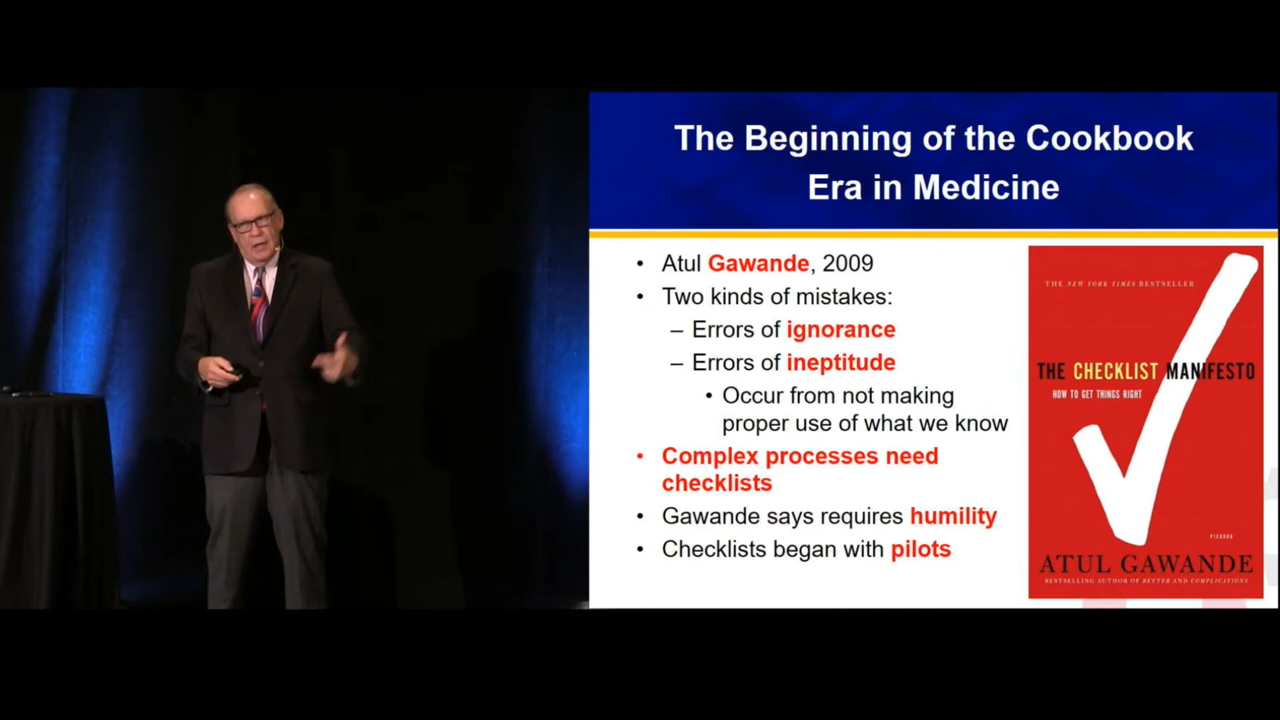 The Beginning of the Cookbook
Era in Medicine
• Atul Gawande, 2009
• Two kinds of mistakes:
– Errors of ignorance
– Errors of ineptitude
• Occur from not making
proper use of what we know
• Complex processes need
checklists
• Gawande says requires humility
• Checklists began with pilots
THE NEW YORK TIMES BESTSELLER
THE CHECKLIST MANIFESTO
HOW TO GET THINGS RIGHT
PICADOR
ATUL GAWANDE
BESTSELLING AUTHOR OF BETTER AND COMPLICATIONS